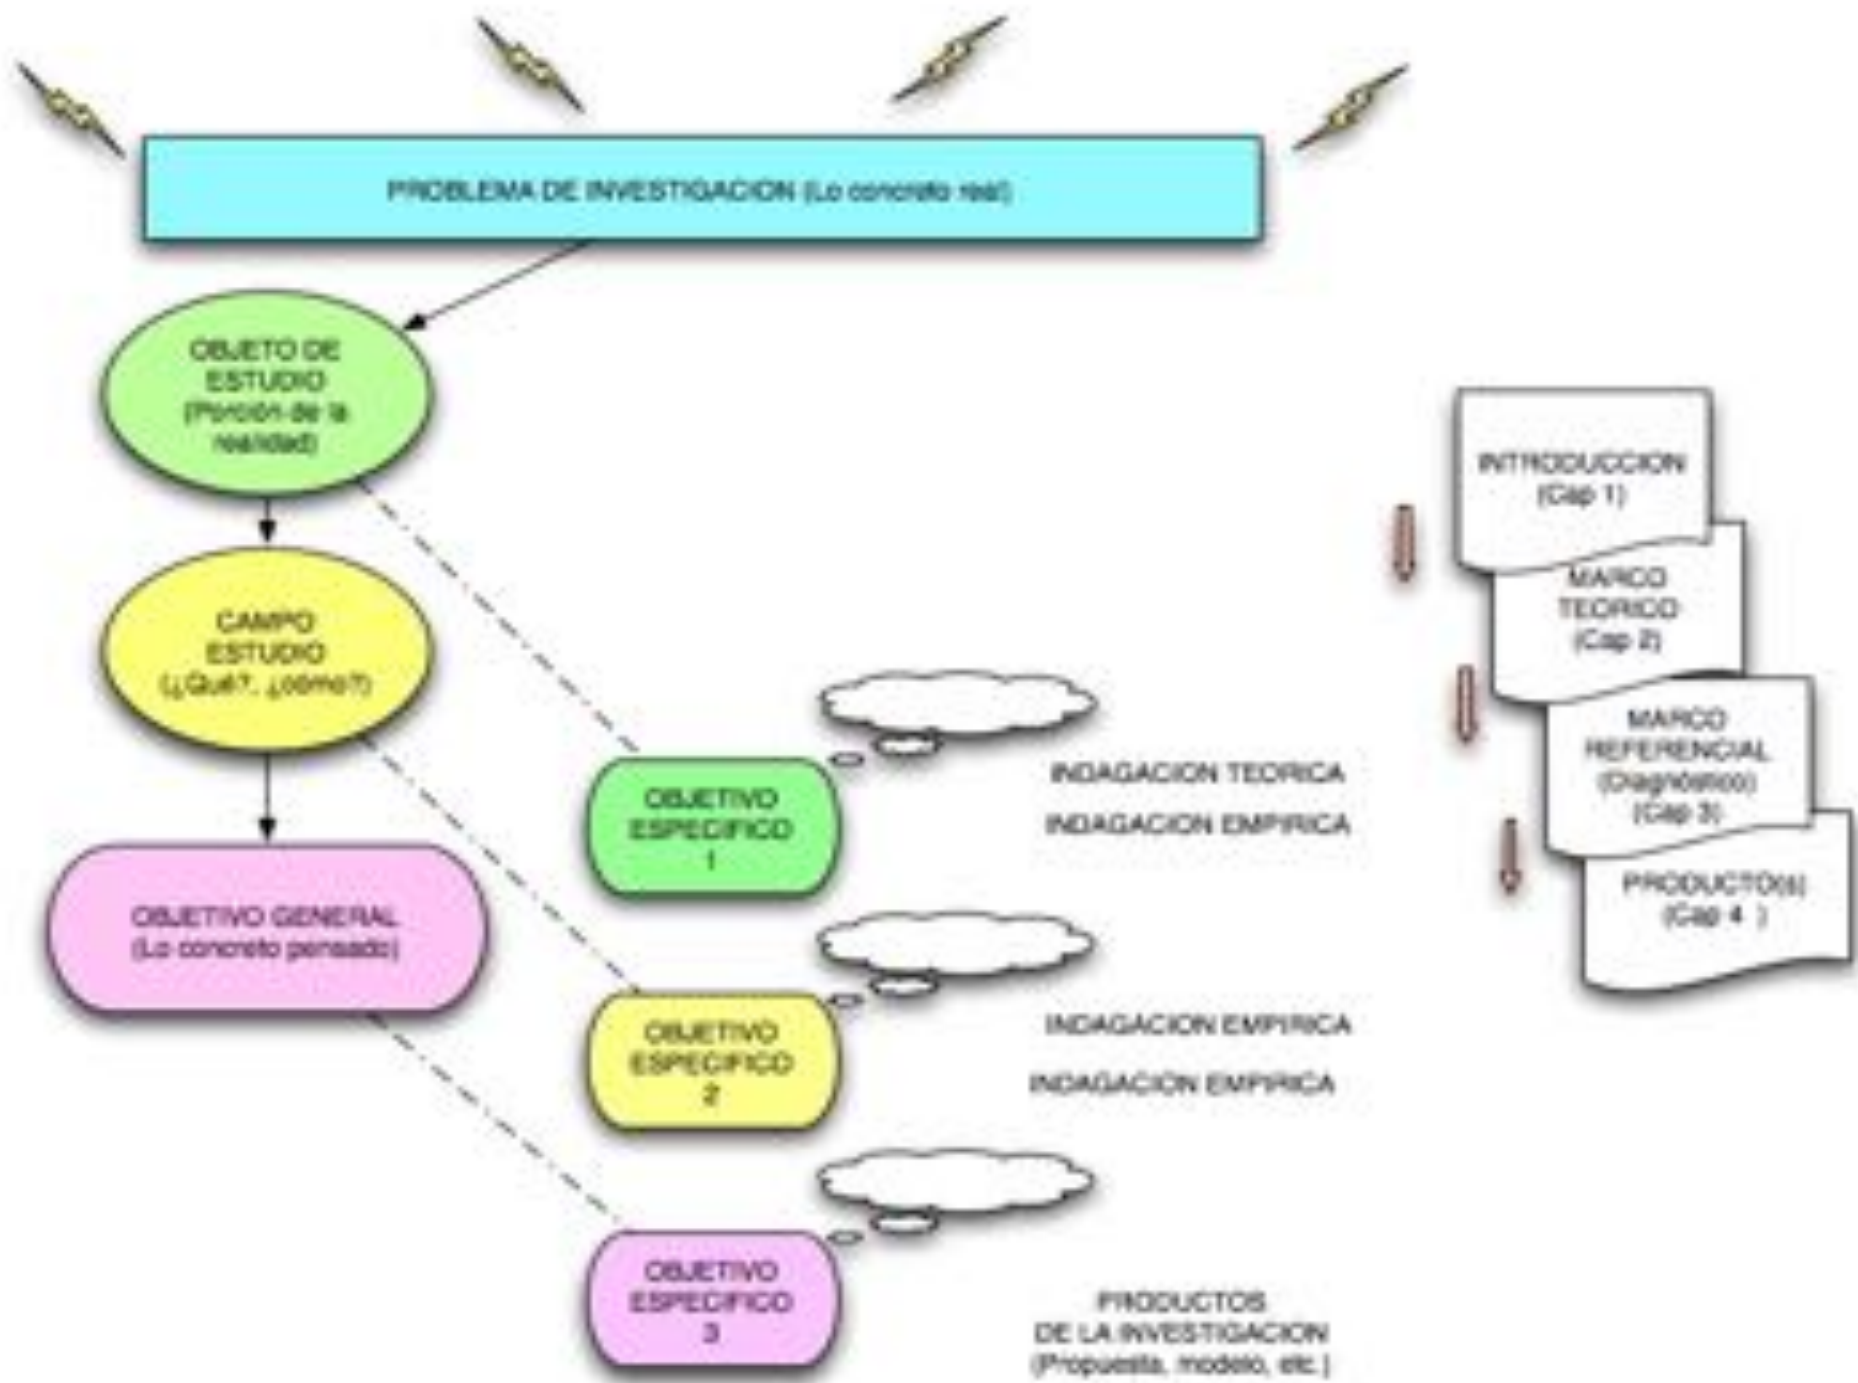 PROBLEMA DE INVESTIGACION (Lo concreto real)
OBJETO DE
ESTUDIO
(Porción de la
realidad)
CAMPO
ESTUDIO
(¿Qué?, ¿cómo?)
OBJETIVO GENERAL
(Lo concreto pensado)
OBJETIVO
ESPECIFICO
1
INDAGACION TEORICA
INDAGACION EMPIRICA
OBJETIVO
ESPECIFICO
2
INDAGACION EMPIRICA
INDAGACION EMPIRICA
OBJETIVO
ESPECIFICO
3
PRODUCTOS
DE LA INVESTIGACION
(Propuesta, modelo, etc.)
INTRODUCCION
(Cap 1)
MARCO
TEORICO
(Cap 2)
MARCO
REFERENCIAL
(Diagnóstico)
(Cap 3)
PRODUCTO(s)
(Cap 4 )